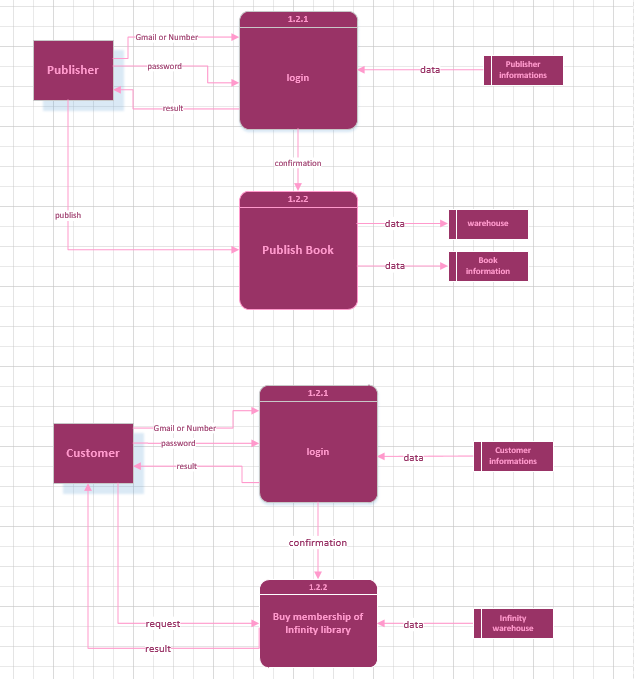 1.2.1
Gmail or Number
Publisher
password
login
data
Publisher
informations
result
confirmation
1.2.2
publish
Publish Book
data
warehouse
data
Book
information
1.2.1
Gmail or Number
Customer
password
login
data
Customer
informations
result
confirmation
1.2.2
request
Buy membership of
Infinity library
data
Infinity
warehouse
result